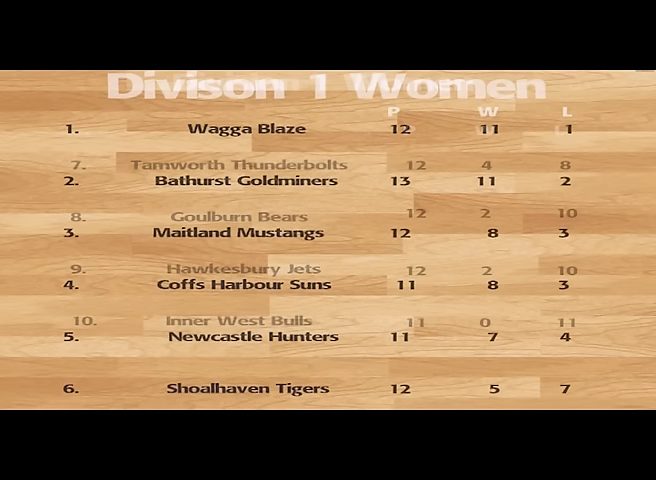 Divison 1 Women
P W L
1. Wagga Blaze 12 11 1
7. Tamworth Thunderbolts 12 4 8
2. Bathurst Goldminers 13 11 2
8. Goulburn Bears 12 2 10
3. Maitland Mustangs 12 8 3
9. Hawkesbury Jets 12 2 10
4. Coffs Harbour Suns 11 8 3
10. Inner West Bulls 11 0 11
5. Newcastle Hunters 11 7 4
6. Shoalhaven Tigers 12 5 7